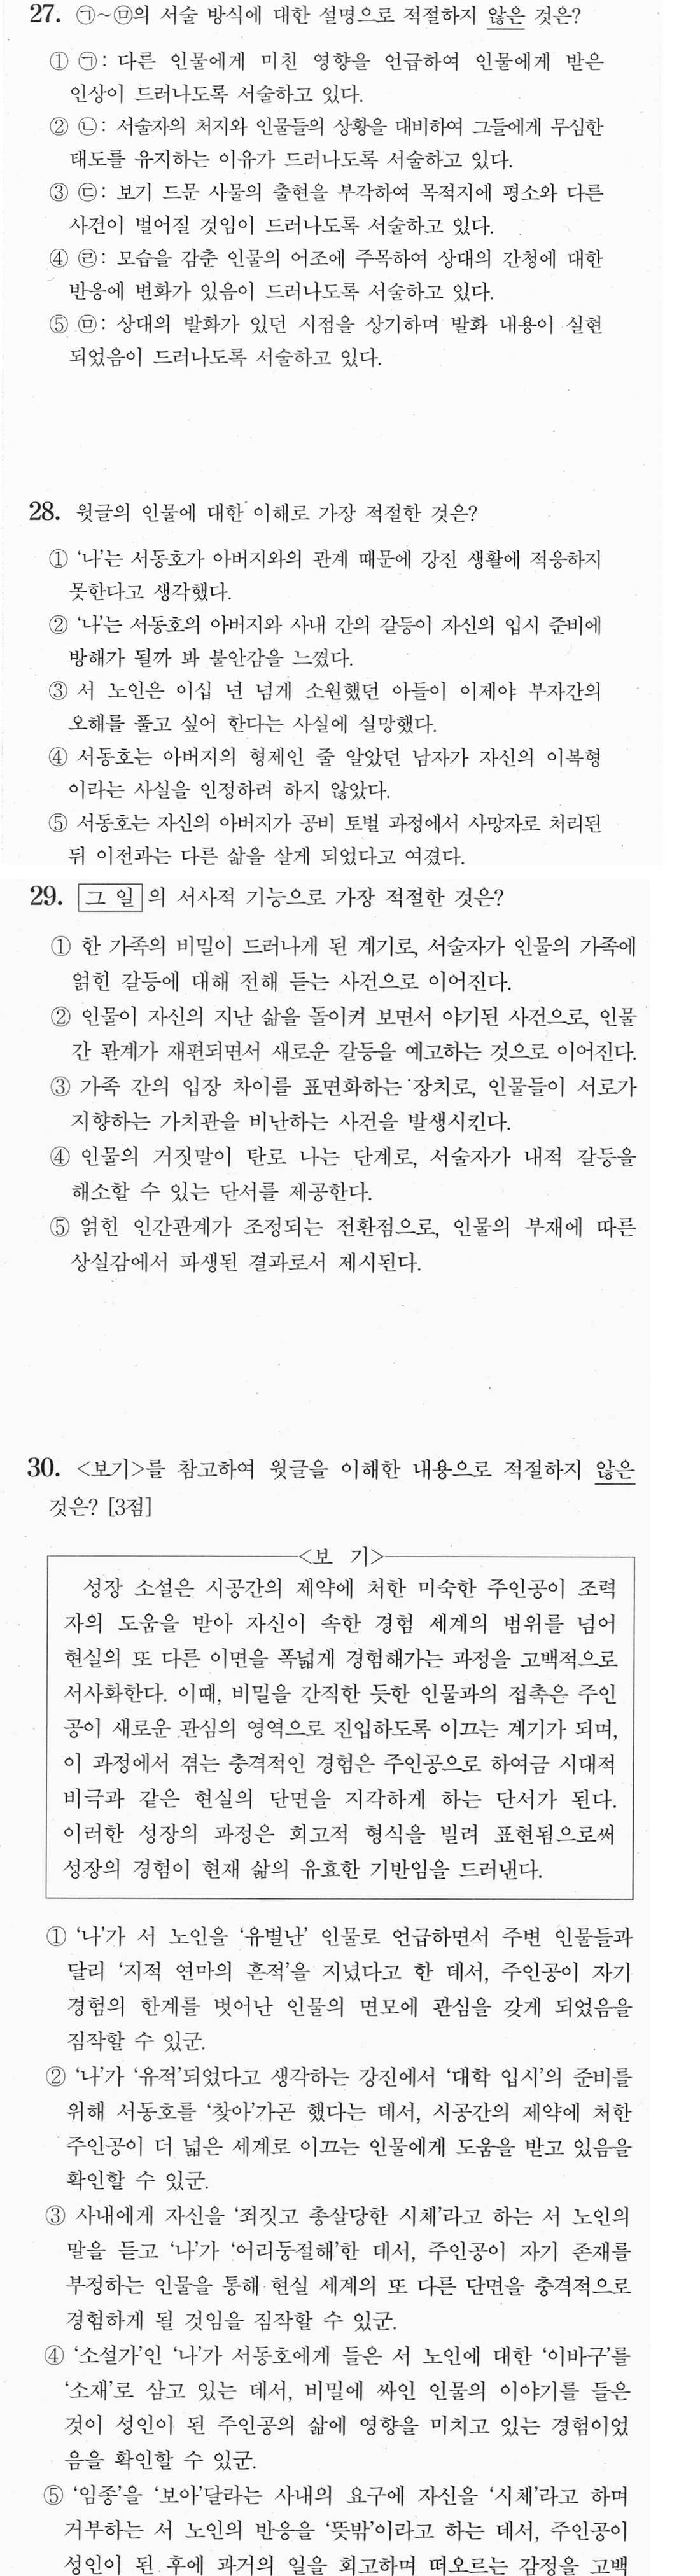 27. ㉠~㉤의 서술 방식에 대한 설명으로 적절하지 않은 것은?
① ㉠: 다른 인물에게 미친 영향을 언급하여 인물에게 받은
인상이 드러나도록 서술하고 있다.
② ㉡: 서술자의 처지와 인물들의 상황을 대비하여 그들에게 무심한
태도를 유지하는 이유가 드러나도록 서술하고 있다.
③ ㉢: 보기 드문 사물의 출현을 부각하여 목적지에 평소와 다른
사건이 벌어질 것임이 드러나도록 서술하고 있다.
④ ㉣: 모습을 감춘 인물의 어조에 주목하여 상대의 간청에 대한
반응에 변화가 있음이 드러나도록 서술하고 있다.
⑤ ㉤: 상대의 발화가 있던 시점을 상기하며 발화 내용이 실현
되었음이 드러나도록 서술하고 있다.
28. 윗글의 인물에 대한 이해로 가장 적절한 것은?
① ‘나’는 서동호가 아버지와의 관계 때문에 강진 생활에 적응하지
못한다고 생각했다.
② ‘나’는 서동호의 아버지와 사내 간의 갈등이 자신의 입시 준비에
방해가 될까 봐 불안감을 느꼈다.
③ 서 노인은 이십 년 넘게 소원했던 아들이 이제야 부자간의
오해를 풀고 싶어 한다는 사실에 실망했다.
④ 서동호는 아버지의 형제인 줄 알았던 남자가 자신의 이복형
이라는 사실을 인정하려 하지 않았다.
⑤ 서동호는 자신의 아버지가 공비 토벌 과정에서 사망자로 처리된
뒤 이전과는 다른 삶을 살게 되었다고 여겼다.
29. 그 일의 서사적 기능으로 가장 적절한 것은?
① 한 가족의 비밀이 드러나게 된 계기로, 서술자가 인물의 가족에
얽힌 갈등에 대해 전해 듣는 사건으로 이어진다.
② 인물이 자신의 지난 삶을 돌이켜 보면서 야기된 사건으로, 인물
간 관계가 재편되면서 새로운 갈등을 예고하는 것으로 이어진다.
③ 가족 간의 입장 차이를 표면화하는 장치로, 인물들이 서로가
지향하는 가치관을 비난하는 사건을 발생시킨다.
④ 인물의 거짓말이 탄로 나는 단계로, 서술자가 내적 갈등을
해소할 수 있는 단서를 제공한다.
⑤ 얽힌 인간관계가 조정되는 전환점으로, 인물의 부재에 따른
상실감에서 파생된 결과로서 제시된다.
30. <보기>를 참고하여 윗글을 이해한 내용으로 적절하지 않은
것은? [3점]
<보 기>
성장 소설은 시공간의 제약에 처한 미숙한 주인공이 조력
자의 도움을 받아 자신이 속한 경험 세계의 범위를 넘어
현실의 또 다른 이면을 폭넓게 경험해가는 과정을 고백적으로
서사화한다. 이때, 비밀을 간직한 듯한 인물과의 접촉은 주인
공이 새로운 관심의 영역으로 진입하도록 이끄는 계기가 되며,
이 과정에서 겪는 충격적인 경험은 주인공으로 하여금 시대적
비극과 같은 현실의 단면을 지각하게 하는 단서가 된다.
이러한 성장의 과정은 회고적 형식을 빌려 표현됨으로써
성장의 경험이 현재 삶의 유효한 기반임을 드러낸다.
① ‘나’가 서 노인을 ‘유별난’ 인물로 언급하면서 주변 인물들과
달리 ‘지적 연마의 흔적’을 지녔다고 한 데서, 주인공이 자기
경험의 한계를 벗어난 인물의 면모에 관심을 갖게 되었음을
짐작할 수 있군.
② ‘나’가 ‘유적’되었다고 생각하는 강진에서 ‘대학 입시’의 준비를
위해 서동호를 ‘찾아’가곤 했다는 데서, 시공간의 제약에 처한
주인공이 더 넓은 세계로 이끄는 인물에게 도움을 받고 있음을
확인할 수 있군.
③ 사내에게 자신을 ‘죄짓고 총살당한 시체’라고 하는 서 노인의
말을 듣고 ‘나’가 ‘어리둥절해’한 데서, 주인공이 자기 존재를
부정하는 인물을 통해 현실 세계의 또 다른 단면을 충격적으로
경험하게 될 것임을 짐작할 수 있군.
④ ‘소설가’인 ‘나’가 서동호에게 들은 서 노인에 대한 ‘이바구’를
‘소재’로 삼고 있는 데서, 비밀에 싸인 인물의 이야기를 들은
것이 성인이 된 주인공의 삶에 영향을 미치고 있는 경험이었
음을 확인할 수 있군.
⑤ ‘임종’을 ‘보아’달라는 사내의 요구에 자신을 ‘시체’라고 하며
거부하는 서 노인의 반응을 ‘뜻밖’이라고 하는 데서, 주인공이
성인이 된 후에 과거의 일을 회고하며 떠오르는 감정을 고백